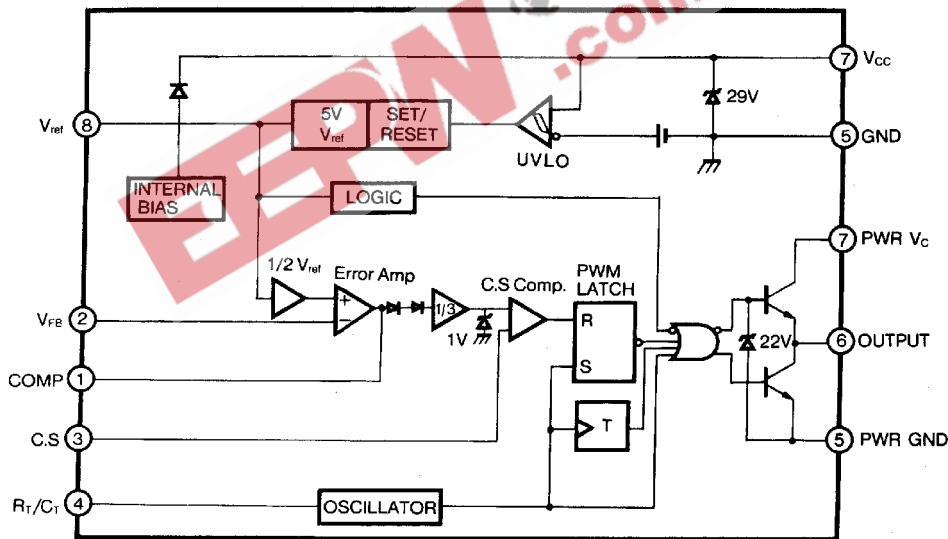 EEPW.com
7 Vcc
29V
8 Vref
5V Vref
SET/RESET
UVLO
5 GND
INTERNAL BIAS
LOGIC
PWR Vc 7
1/2 Vref
Error Amp
C.S Comp.
PWM LATCH
+
−
1/3
1V
R
S
22V
VFB 2
6 OUTPUT
COMP 1
T
C.S 3
5 PWR GND
RT/CT 4
OSCILLATOR